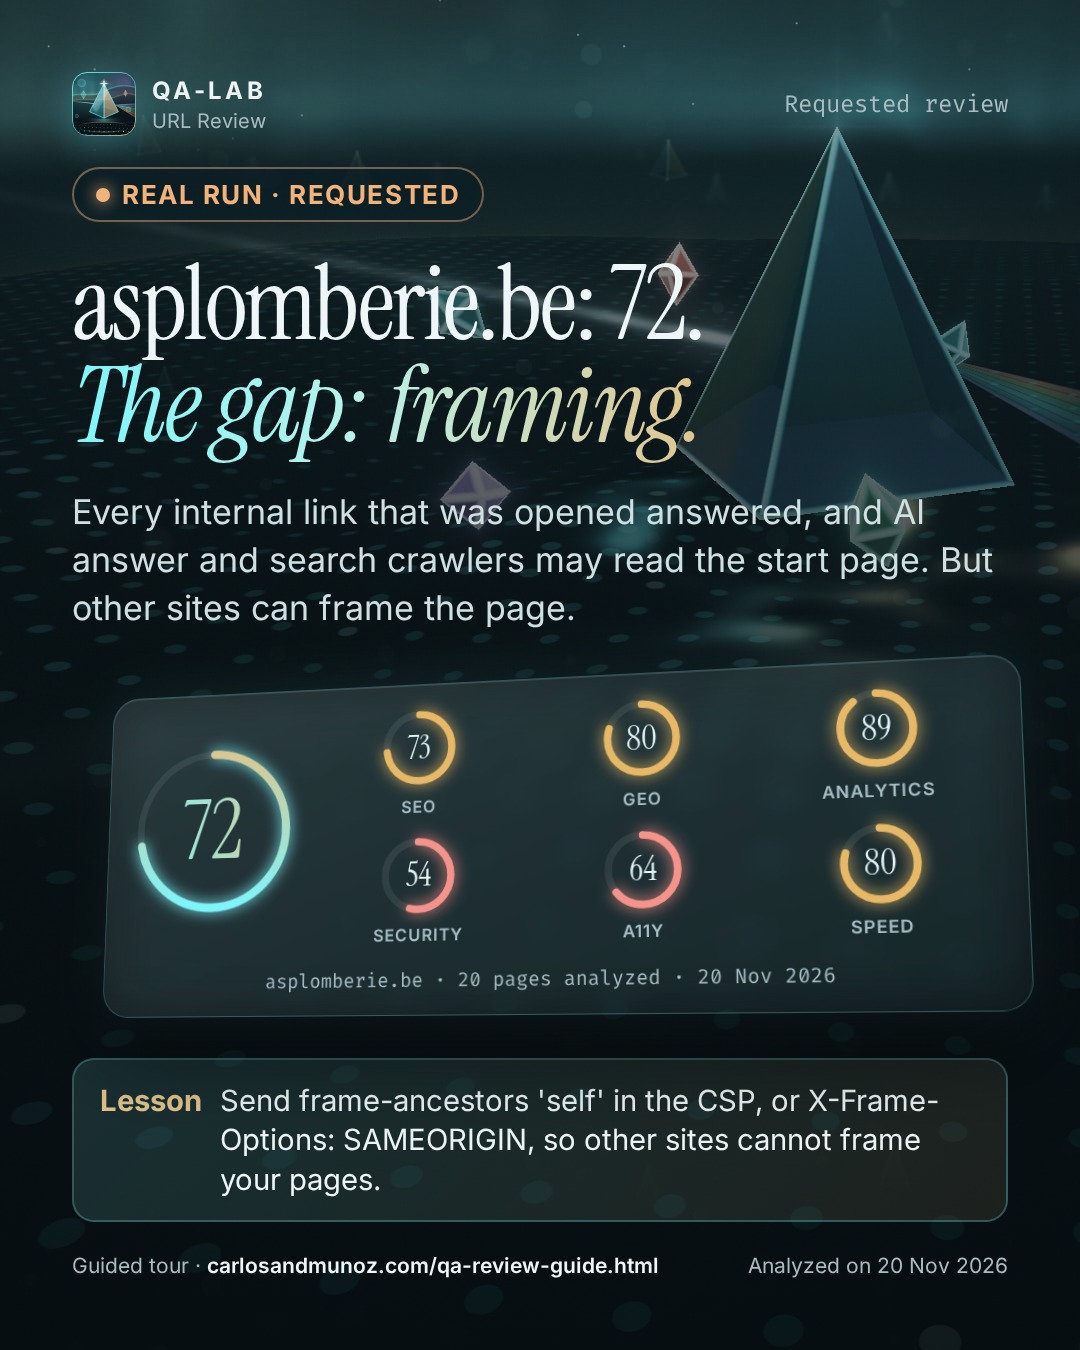 QA-LAB
URL Review
Requested review
REAL RUN · REQUESTED
asplomberie.be: 72.
The gap: framing.
Every internal link that was opened answered, and AI
answer and search crawlers may read the start page. But
other sites can frame the page.
72
73
SEO
80
GEO
89
ANALYTICS
54
SECURITY
64
A11Y
80
SPEED
asplomberie.be · 20 pages analyzed · 20 Nov 2026
Lesson
Send frame-ancestors 'self' in the CSP, or X-Frame-
Options: SAMEORIGIN, so other sites cannot frame
your pages.
Guided tour · carlosandmunoz.com/qa-review-guide.html
Analyzed on 20 Nov 2026